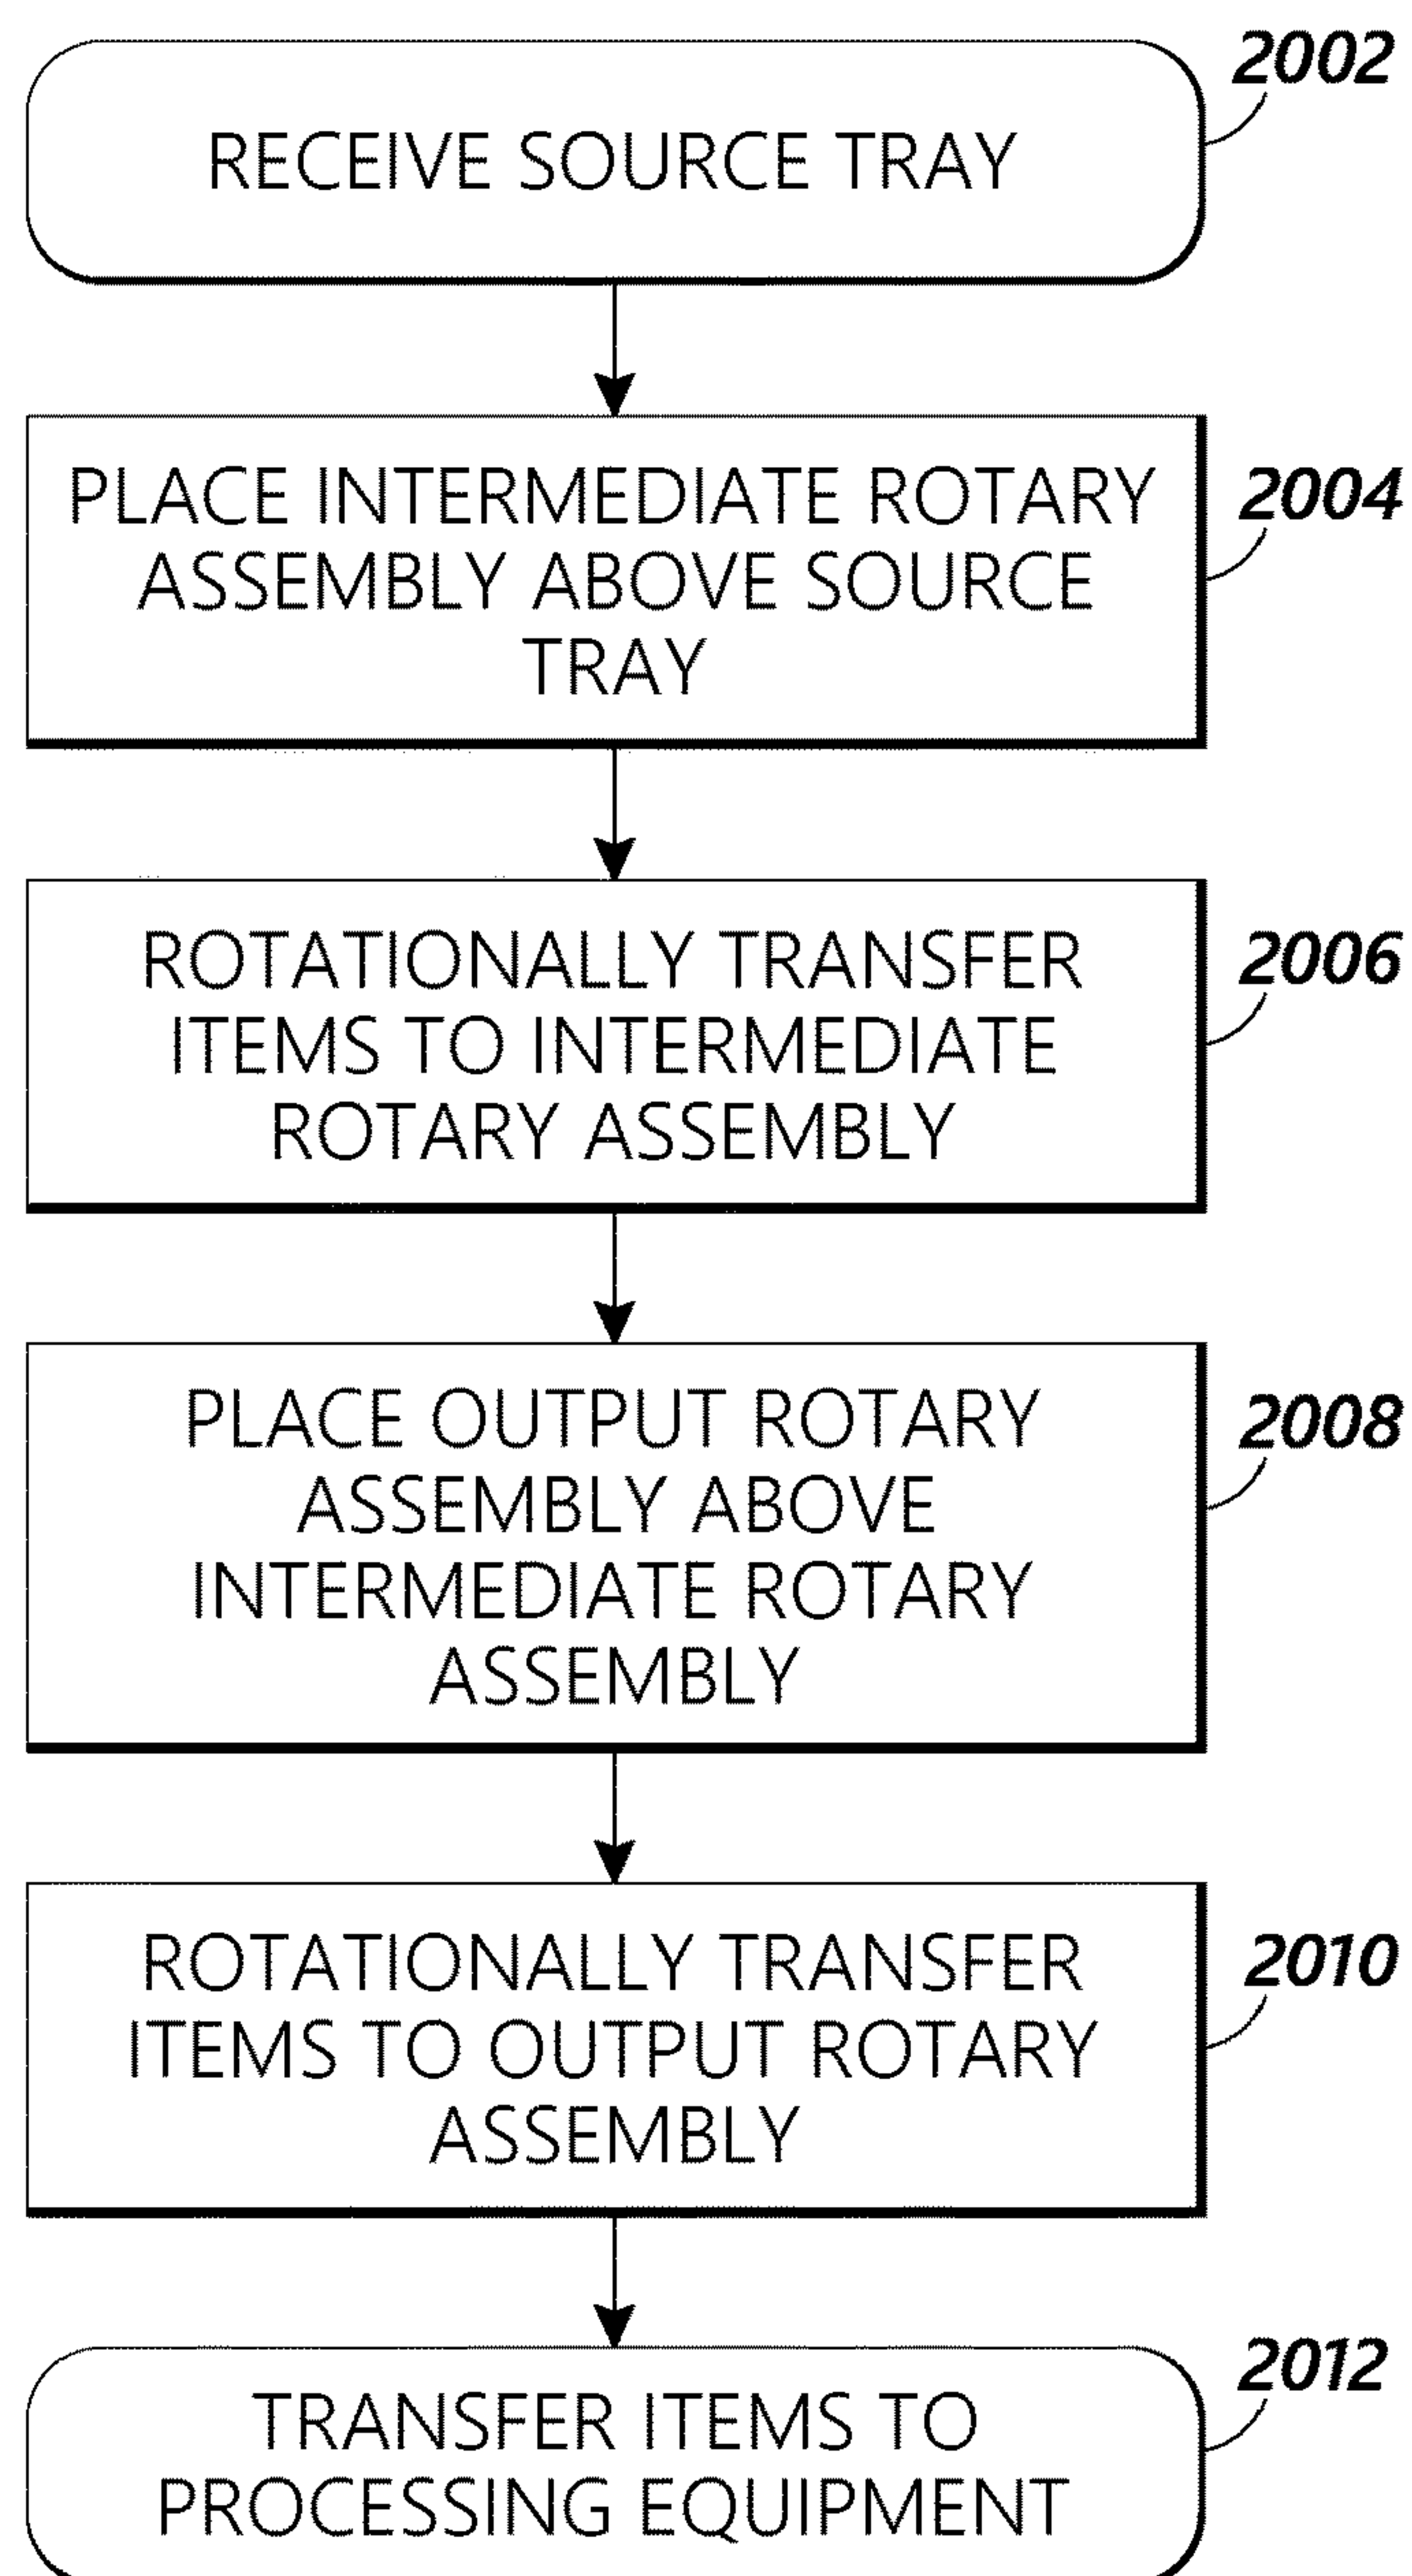 2002
RECEIVE SOURCE TRAY
2004
PLACE INTERMEDIATE ROTARY
ASSEMBLY ABOVE SOURCE
TRAY
2006
ROTATIONALLY TRANSFER
ITEMS TO INTERMEDIATE
ROTARY ASSEMBLY
2008
PLACE OUTPUT ROTARY
ASSEMBLY ABOVE
INTERMEDIATE ROTARY
ASSEMBLY
2010
ROTATIONALLY TRANSFER
ITEMS TO OUTPUT ROTARY
ASSEMBLY
2012
TRANSFER ITEMS TO
PROCESSING EQUIPMENT